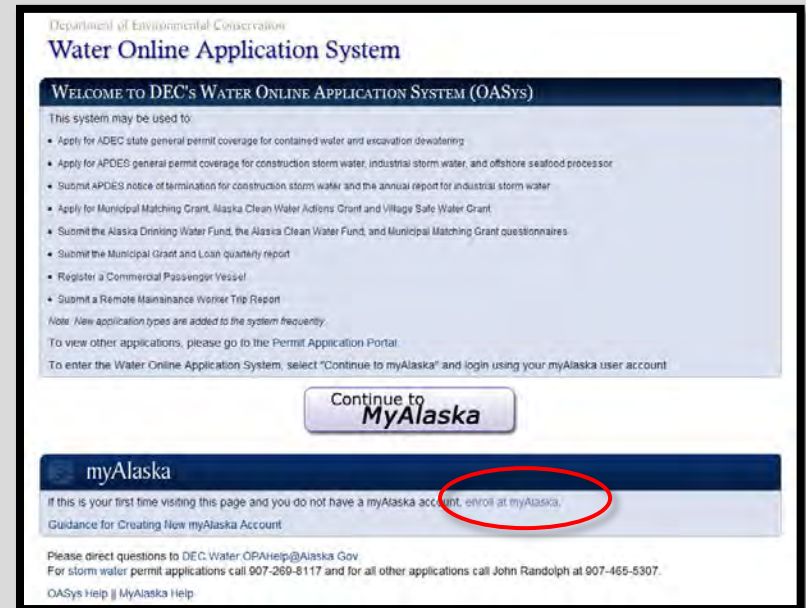 Department of Environmental Conservation
Water Online Application System
WELCOME TO DEC'S WATER ONLINE APPLICATION SYSTEM (OASYS)
This system may be used to:
• Apply for ADEC state general permit coverage for contained water and excavation dewatering
• Apply for APDES general permit coverage for construction storm water, industrial storm water, and offshore seafood processor
• Submit APDES notice of termination for construction storm water and the annual report for industrial storm water
• Apply for Municipal Matching Grant, Alaska Clean Water Actions Grant and Village Safe Water Grant
• Submit the Alaska Drinking Water Fund, the Alaska Clean Water Fund, and Municipal Matching Grant questionnaires
• Submit the Municipal Grant and Loan quarterly report
• Register a Commercial Passenger Vessel
• Submit a Remote Mainainance Worker Trip Report
Note: New application types are added to the system frequently.
To view other applications, please go to the Permit Application Portal.
To enter the Water Online Application System, select "Continue to myAlaska" and login using your myAlaska user account
Continue to
MyAlaska
myAlaska
If this is your first time visiting this page and you do not have a myAlaska account, enroll at myAlaska.
Guidance for Creating New myAlaska Account
Please direct questions to DEC.Water.OPAHelp@Alaska.Gov
For storm water permit applications call 907-269-8117 and for all other applications call John Randolph at 907-465-5307.
OASys Help || MyAlaska Help